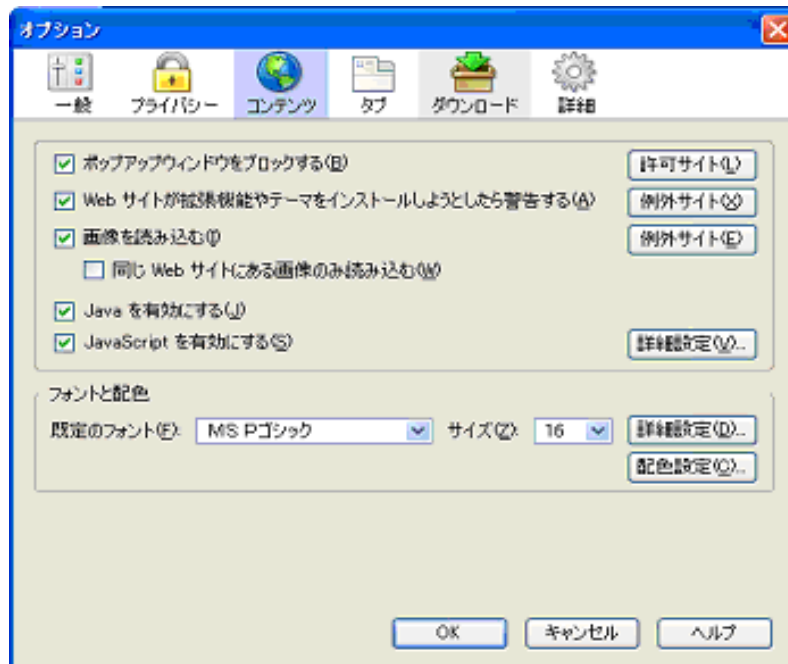 オプション
一般 プライバシー コンテンツ タブ ダウンロード 詳細
ポップアップウィンドウをブロックする(B) 許可サイト(L)
Web サイトが拡張機能やテーマをインストールしようとしたら警告する(A) 例外サイト(X)
画像を読み込む(I) 例外サイト(E)
同じ Web サイトにある画像のみ読み込む(W)
Java を有効にする(J)
JavaScript を有効にする(S) 詳細設定(V)...
フォントと配色
既定のフォント(F): MS Pゴシック サイズ(Z): 16 詳細設定(D)...
配色設定(C)...
OK キャンセル ヘルプ